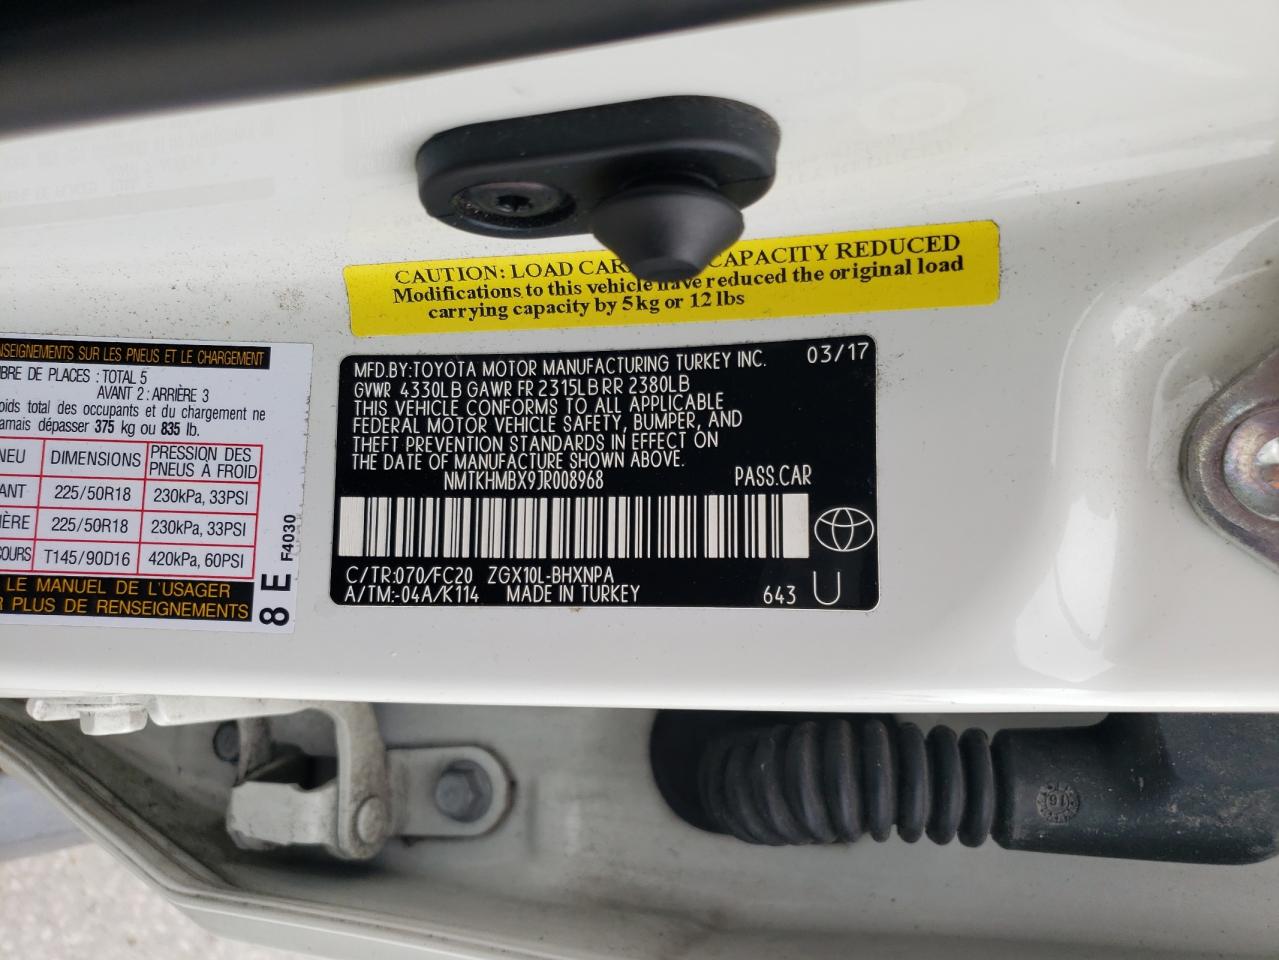 CAUTION: LOAD CAPACITY REDUCED
Modifications to this vehicle have reduced the original load
carrying capacity by 5kg or 12 lbs
NSEIGNEMENTS SUR LES PNEUS ET LE CHARGEMENT
BRE DE PLACES : TOTAL 5
AVANT 2 : ARRIÈRE 3
oids total des occupants et du chargement ne
amais dépasser 375 kg ou 835 lb.
NEU DIMENSIONS PRESSION DES PNEUS À FROID
ANT 225/50R18 230kPa, 33PSI
IÈRE 225/50R18 230kPa, 33PSI
COURS T145/90D16 420kPa, 60PSI
LE MANUEL DE L'USAGER
R PLUS DE RENSEIGNEMENTS
8 E F4030
MFD.BY: TOYOTA MOTOR MANUFACTURING TURKEY INC. 03/17
GVWR 4330LB GAWR FR 2315LB RR 2380LB
THIS VEHICLE CONFORMS TO ALL APPLICABLE
FEDERAL MOTOR VEHICLE SAFETY, BUMPER, AND
THEFT PREVENTION STANDARDS IN EFFECT ON
THE DATE OF MANUFACTURE SHOWN ABOVE.
NMTKHMBX9JR008968 PASS.CAR
C/TR:070/FC20 ZGX10L-BHXNPA
A/TM:-04A/K114 MADE IN TURKEY 643 U
16